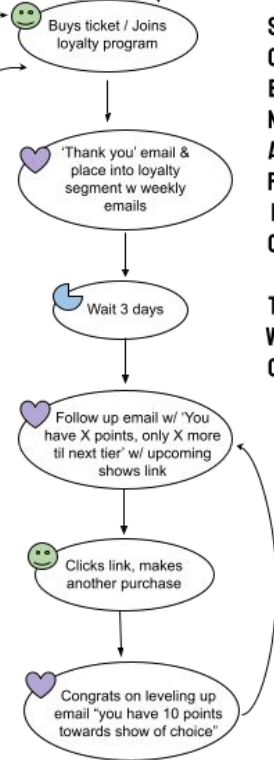 Buys ticket / Joins
loyalty program
'Thank you' email &
place into loyalty
segment w weekly
emails
Wait 3 days
Follow up email w/ 'You
have X points, only X more
til next tier' w/ upcoming
shows link
Clicks link, makes
another purchase
Congrats on leveling up
email "you have 10 points
towards show of choice"